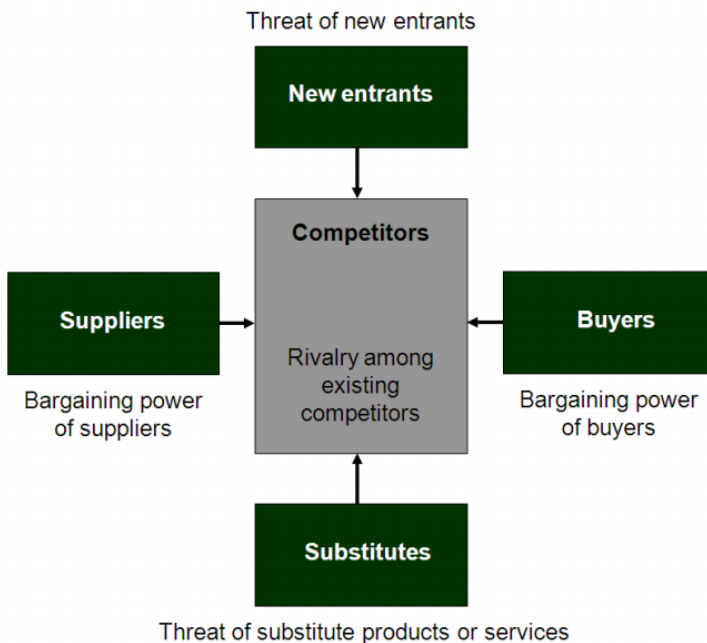 Threat of new entrants
New entrants
Competitors
Suppliers
Buyers
Rivalry among
existing
competitors
Bargaining power
of suppliers
Bargaining power
of buyers
Substitutes
Threat of substitute products or services